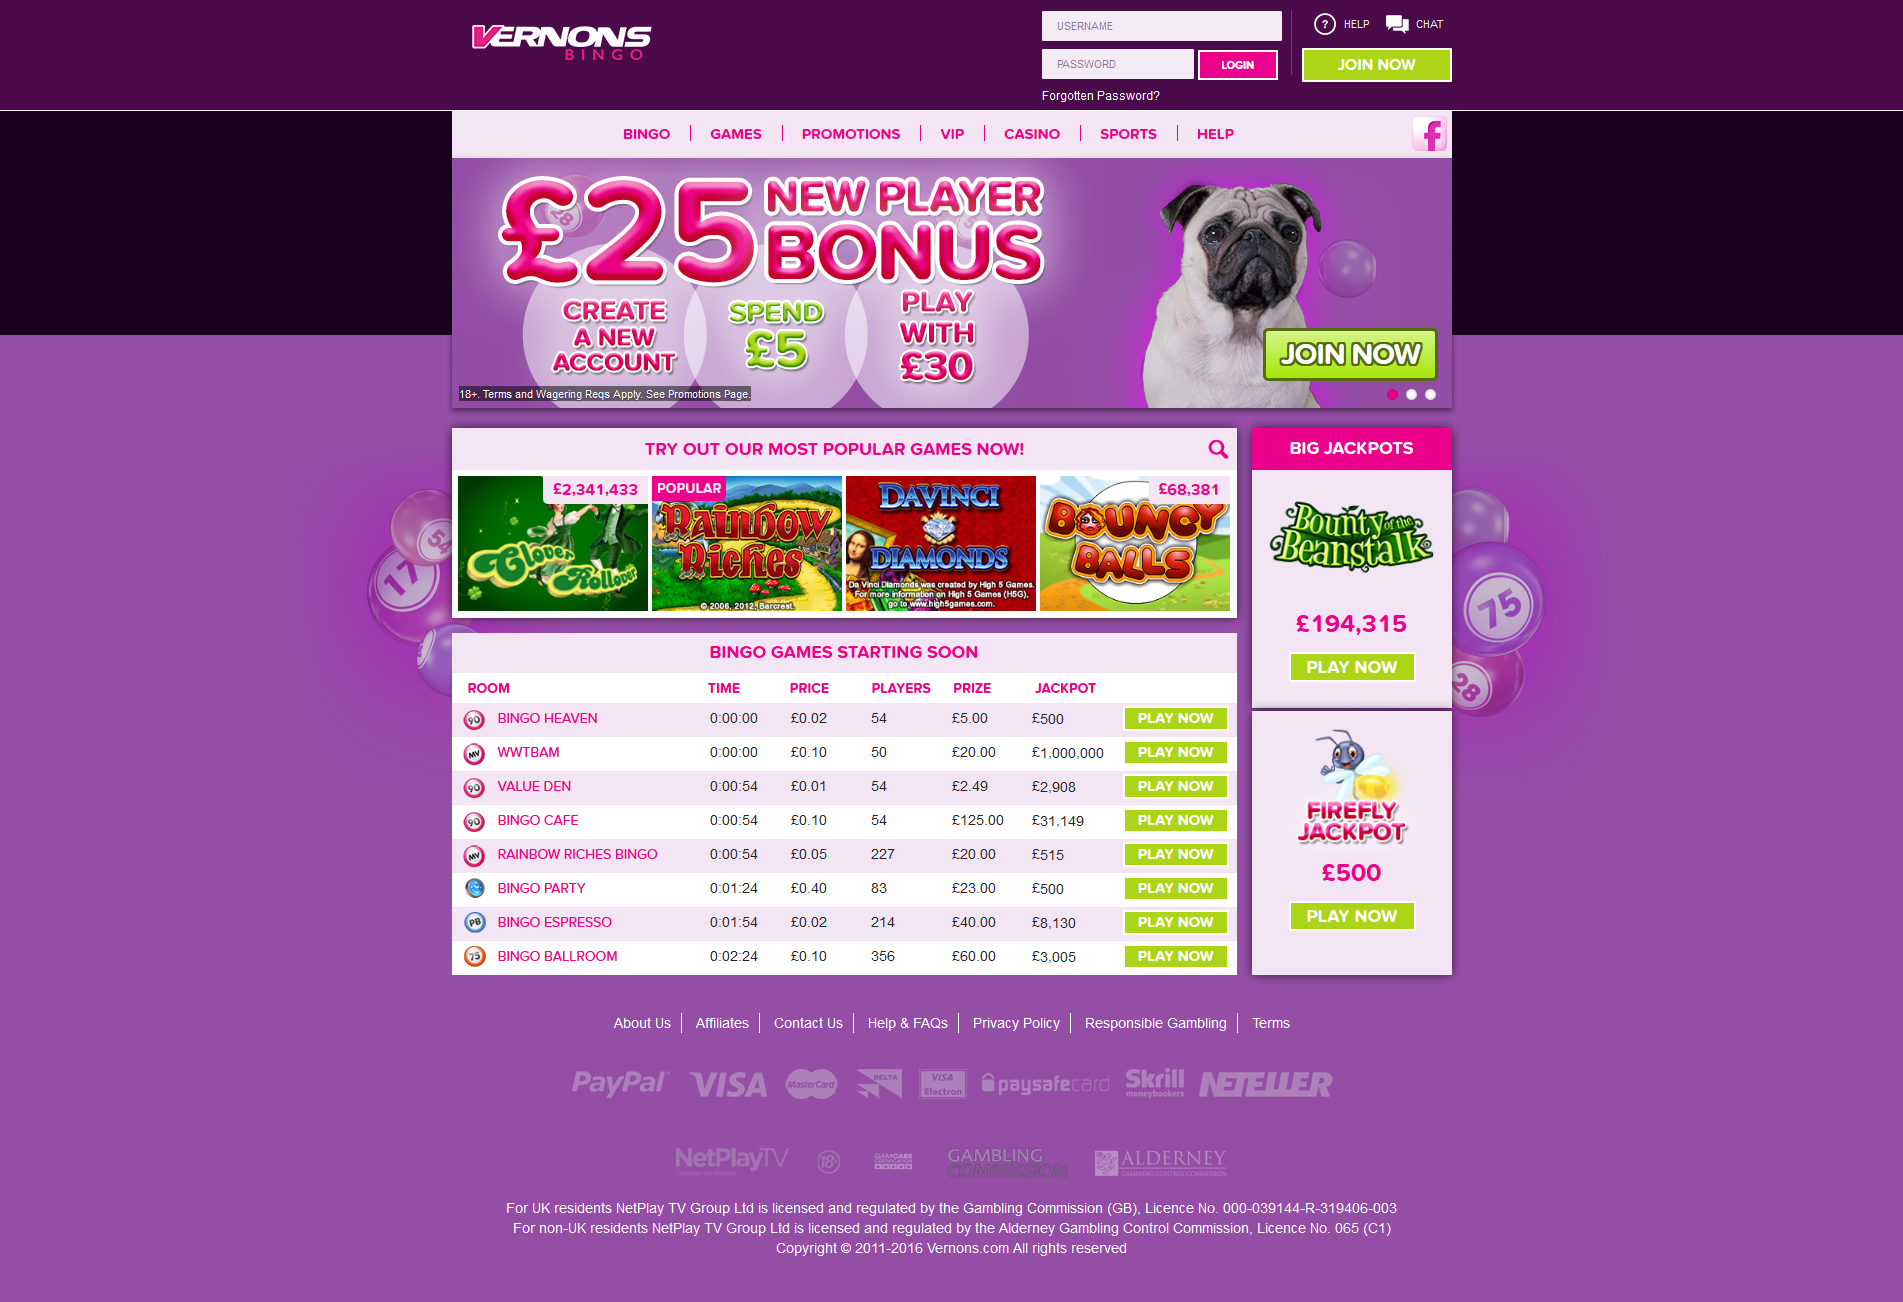 VERNONS
BINGO
USERNAME
PASSWORD
LOGIN
Forgotten Password?
? HELP
CHAT
JOIN NOW
BINGO GAMES PROMOTIONS VIP CASINO SPORTS HELP
f
£25 NEW PLAYER
BONUS
CREATE
A NEW
ACCOUNT
SPEND
£5
PLAY
WITH
£30
JOIN NOW
18+. Terms and Wagering Reqs Apply. See Promotions Page.
TRY OUT OUR MOST POPULAR GAMES NOW!
£2,341,433
Clover
Rollover
POPULAR
Rainbow
Riches
© 2006, 2012, Barcrest.
DAVINCI
DIAMONDS
Da Vinci Diamonds was created by High 5 Games.
For more information on High 5 Games (H5G),
go to www.high5games.com.
£68,381
BOUNCY
BALLS
BIG JACKPOTS
Bounty of the
Beanstalk
£194,315
PLAY NOW
FIREFLY
JACKPOT
£500
PLAY NOW
54
17
75
28
BINGO GAMES STARTING SOON
ROOM TIME PRICE PLAYERS PRIZE JACKPOT
90 BINGO HEAVEN 0:00:00 £0.02 54 £5.00 £500 PLAY NOW
MV WWTBAM 0:00:00 £0.10 50 £20.00 £1,000,000 PLAY NOW
90 VALUE DEN 0:00:54 £0.01 54 £2.49 £2,908 PLAY NOW
90 BINGO CAFE 0:00:54 £0.10 54 £125.00 £31,149 PLAY NOW
MV RAINBOW RICHES BINGO 0:00:54 £0.05 227 £20.00 £515 PLAY NOW
BINGO PARTY 0:01:24 £0.40 83 £23.00 £500 PLAY NOW
PB BINGO ESPRESSO 0:01:54 £0.02 214 £40.00 £8,130 PLAY NOW
75 BINGO BALLROOM 0:02:24 £0.10 356 £60.00 £3,005 PLAY NOW
About Us Affiliates Contact Us Help & FAQs Privacy Policy Responsible Gambling Terms
PayPal VISA MasterCard DELTA VISA Electron paysafecard Skrill moneybookers NETELLER
NetPlayTV 18+ GAMCARE CERTIFICATION GAMBLING COMMISSION ALDERNEY GAMBLING CONTROL COMMISSION
For UK residents NetPlay TV Group Ltd is licensed and regulated by the Gambling Commission (GB), Licence No. 000-039144-R-319406-003
For non-UK residents NetPlay TV Group Ltd is licensed and regulated by the Alderney Gambling Control Commission, Licence No. 065 (C1)
Copyright © 2011-2016 Vernons.com All rights reserved